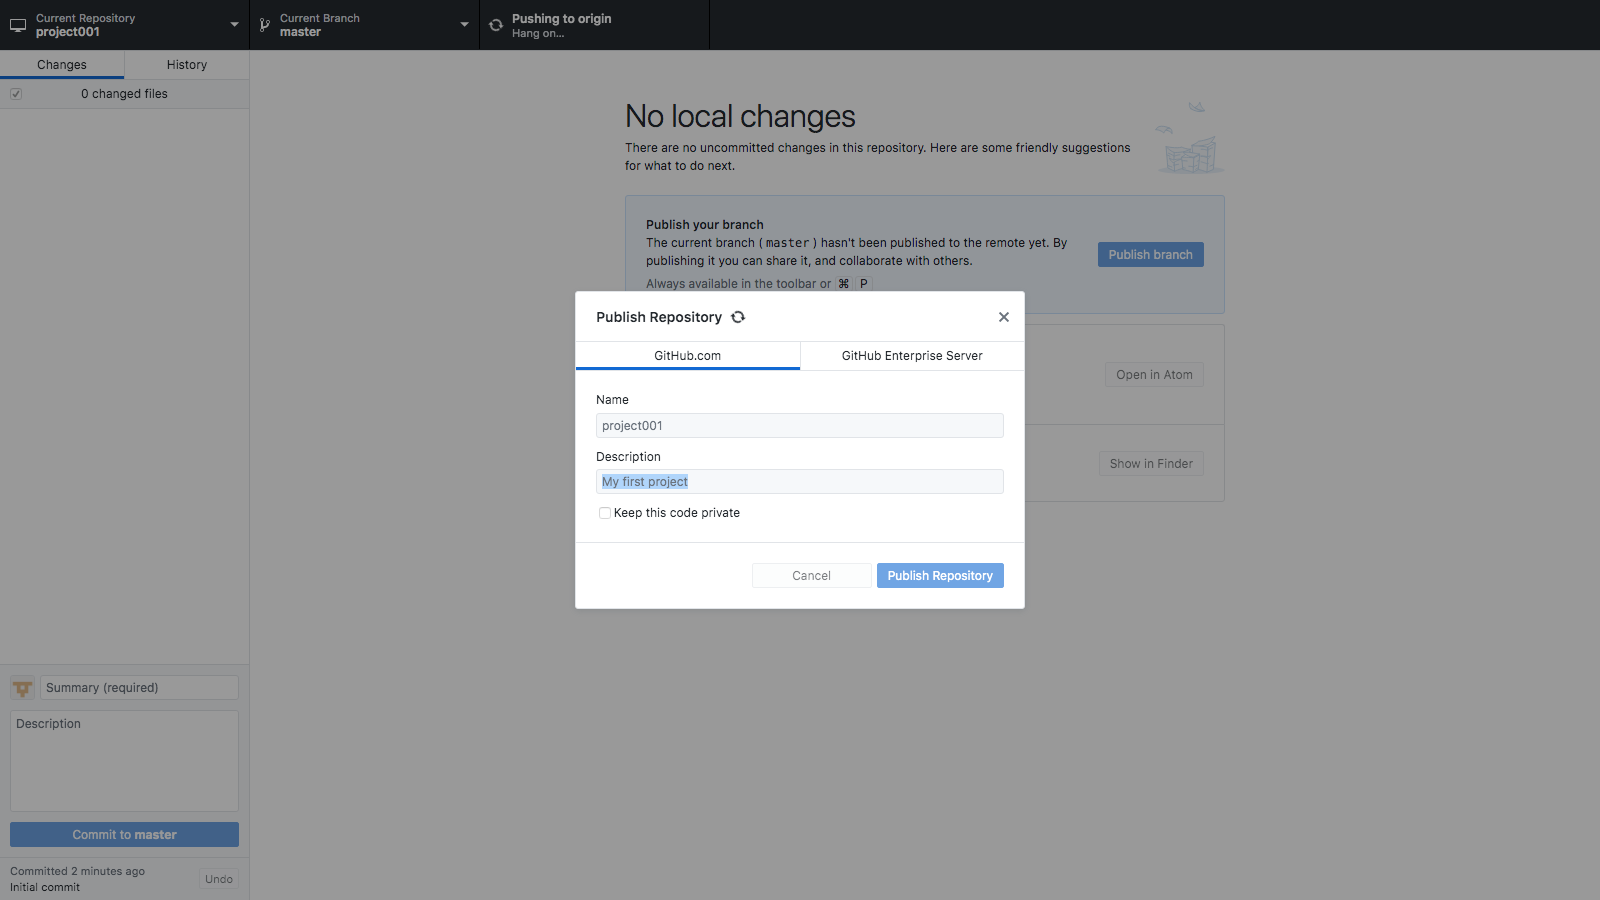 Current Repository
project001
Current Branch
master
Pushing to origin
Hang on...
Changes
History
0 changed files
No local changes
There are no uncommitted changes in this repository. Here are some friendly suggestions
for what to do next.
Publish your branch
The current branch (master) hasn't been published to the remote yet. By
publishing it you can share it, and collaborate with others.
Always available in the toolbar or ⌘ P
Publish branch
Open in Atom
Show in Finder
Publish Repository
GitHub.com
GitHub Enterprise Server
Name
project001
Description
My first project
Keep this code private
Cancel
Publish Repository
Summary (required)
Description
Commit to master
Committed 2 minutes ago
Initial commit
Undo